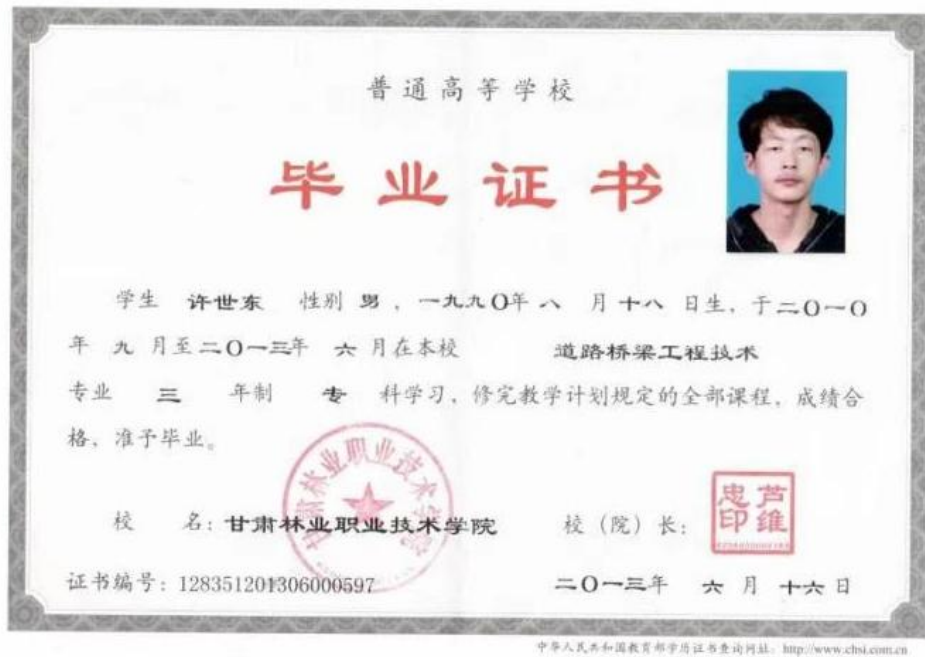 普通高等学校
毕业证书
学生 许世东 性别 男，一九九〇年 八 月 十八 日生，于二〇一〇
年 九 月至二〇一三年 六 月在本校 道路桥梁工程技术
专业 三 年制 专 科学习，修完教学计划规定的全部课程，成绩合
格，准予毕业。
甘肃林业职业技术学院
校 名：甘肃林业职业技术学院 校（院）长：
芦维忠印
证书编号：128351201306000597 二〇一三年 六 月 十六 日
中华人民共和国教育部学历证书查询网址：http://www.chsi.com.cn